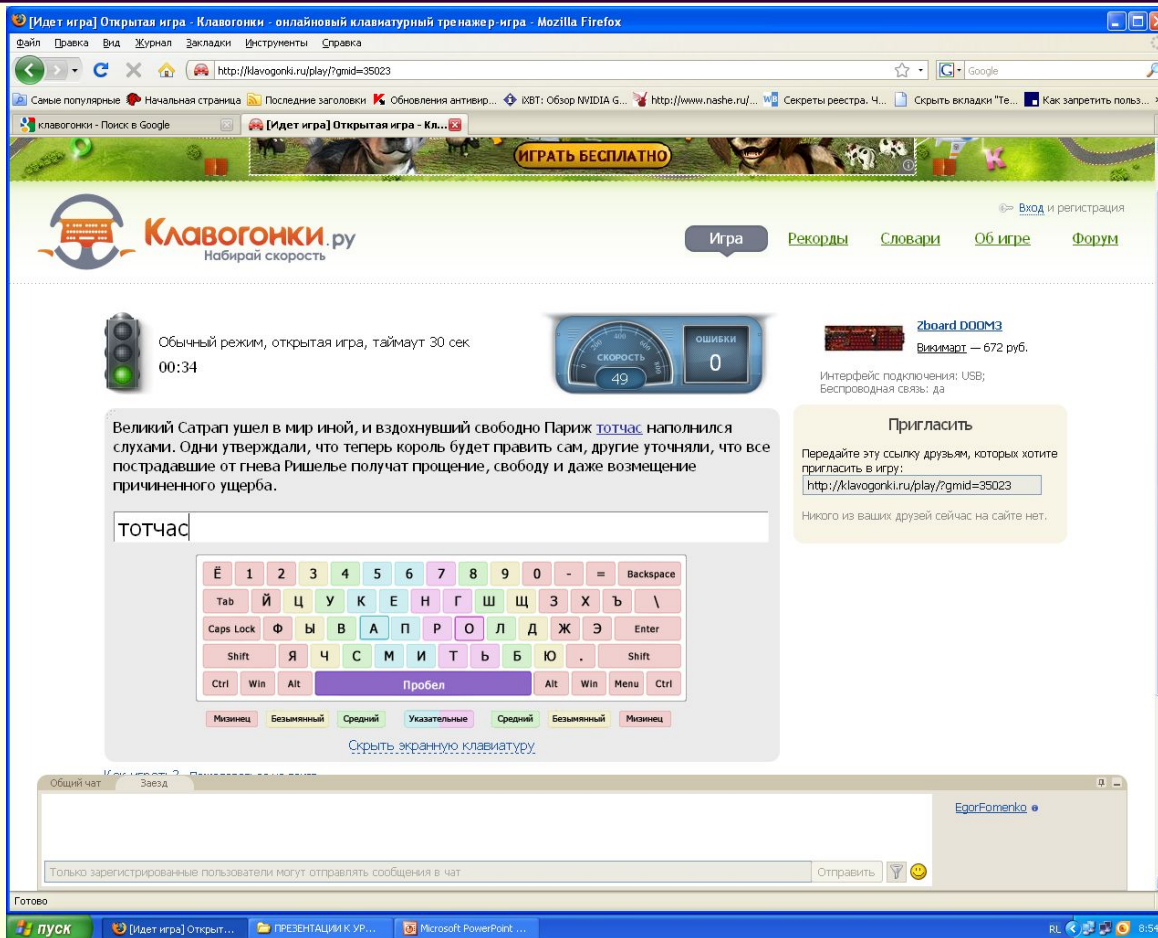 [Идет игра] Открытая игра - Клавогонки - онлайновый клавиатурный тренажер-игра - Mozilla Firefox
Файл Правка Вид Журнал Закладки Инструменты Справка
http://klavogonki.ru/play/?gmid=35023 Google
Самые популярные Начальная страница Последние заголовки Обновления антивир... iXBT: Обзор NVIDIA G... http://www.nashe.ru/... Секреты реестра. Ч... Скрыть вкладки "Те... Как запретить польз...
клавогонки - Поиск в Google [Идет игра] Открытая игра - Кл...
ИГРАТЬ БЕСПЛАТНО
Вход и регистрация
Клавогонки.ру
Набирай скорость
Игра Рекорды Словари Об игре Форум
Обычный режим, открытая игра, таймаут 30 сек
00:34
0 200 400 600 800
СКОРОСТЬ
49
ОШИБКИ
0
Zboard DOOM3
Викимарт — 672 руб.
Интерфейс подключения: USB;
Беспроводная связь: да
Великий Сатрап ушел в мир иной, и вздохнувший свободно Париж тотчас наполнился
слухами. Одни утверждали, что теперь король будет править сам, другие уточняли, что все
пострадавшие от гнева Ришелье получат прощение, свободу и даже возмещение
причиненного ущерба.
тотчас
Пригласить
Передайте эту ссылку друзьям, которых хотите
пригласить в игру:
http://klavogonki.ru/play/?gmid=35023
Никого из ваших друзей сейчас на сайте нет.
Ё 1 2 3 4 5 6 7 8 9 0 - = Backspace
Tab Й Ц У К Е Н Г Ш Щ З Х Ъ \
Caps Lock Ф Ы В А П Р О Л Д Ж Э Enter
Shift Я Ч С М И Т Ь Б Ю . Shift
Ctrl Win Alt Пробел Alt Win Menu Ctrl
Мизинец Безымянный Средний Указательные Средний Безымянный Мизинец
Скрыть экранную клавиатуру
Как играть?
Общий чат Заезд
EgorFomenko
Только зарегистрированные пользователи могут отправлять сообщения в чат Отправить
Готово
пуск [Идет игра] Открыт... ПРЕЗЕНТАЦИИ К УР... Microsoft PowerPoint ... RL 8:54